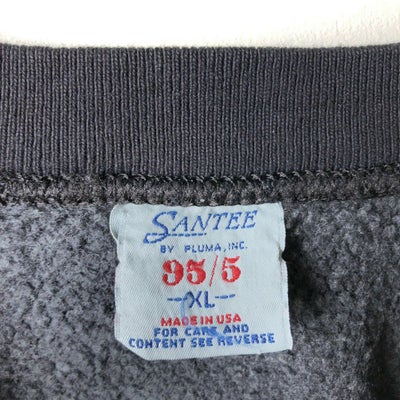 SANTEE
BY PLUMA, INC.
95/5
-XL-
MADE IN USA
FOR CARE AND
CONTENT SEE REVERSE